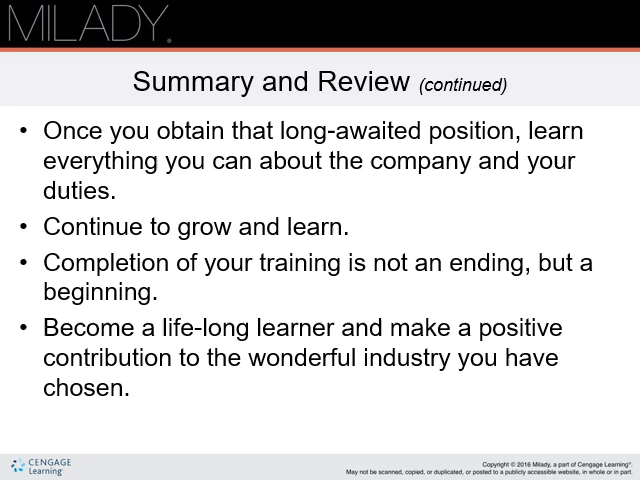 MILADY®
Summary and Review (continued)
• Once you obtain that long-awaited position, learn
everything you can about the company and your
duties.
• Continue to grow and learn.
• Completion of your training is not an ending, but a
beginning.
• Become a life-long learner and make a positive
contribution to the wonderful industry you have
chosen.
CENGAGE
Learning®
Copyright © 2016 Milady, a part of Cengage Learning®.
May not be scanned, copied, or duplicated, or posted to a publicly accessible website, in whole or in part.